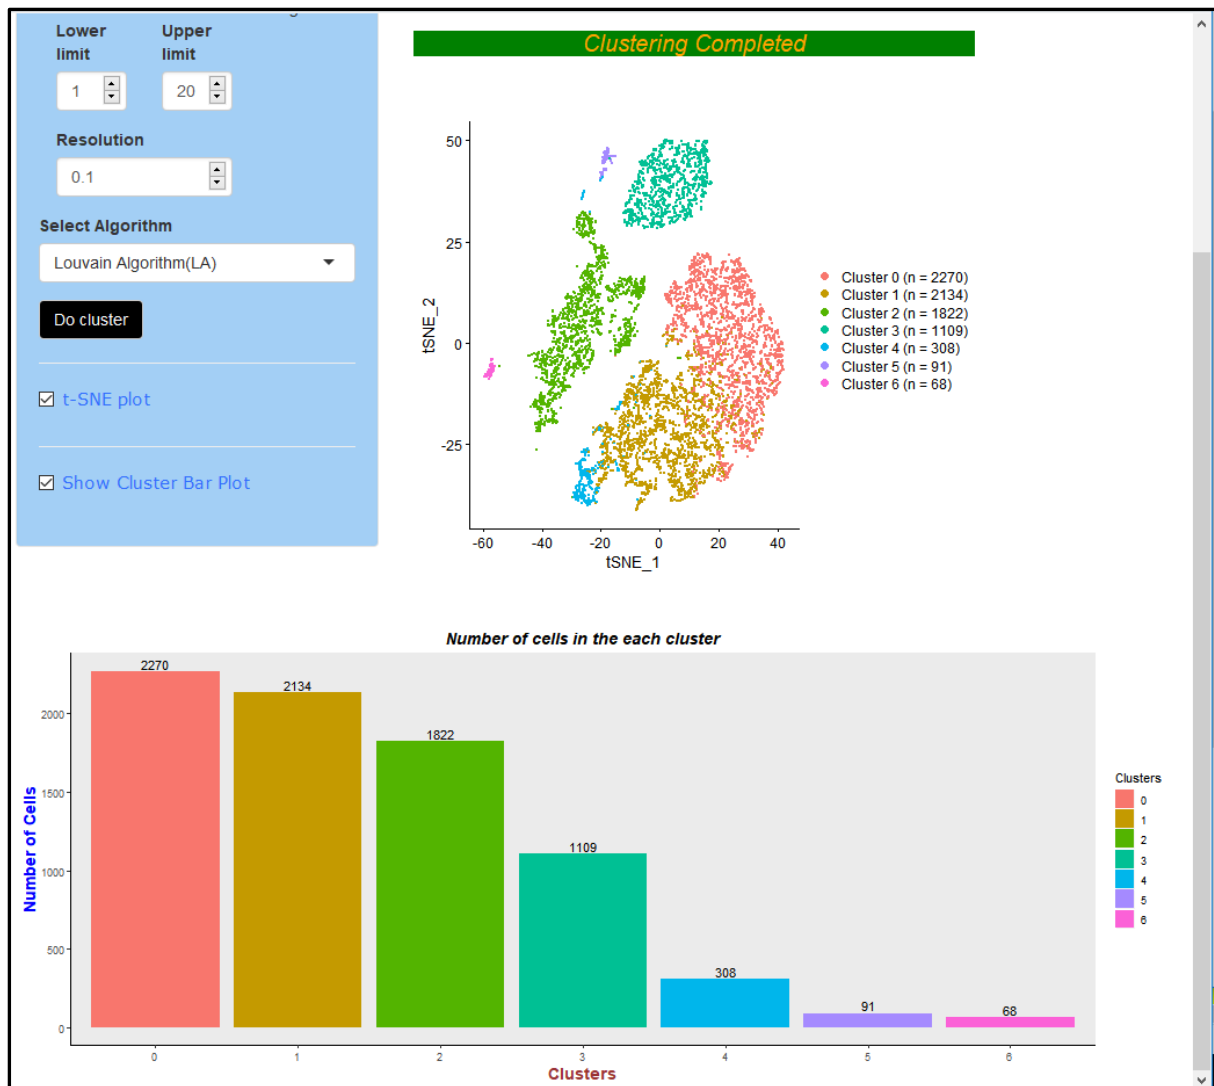 Lower limit
Upper limit
1
20
Resolution
0.1
Select Algorithm
Louvain Algorithm(LA)
Do cluster
t-SNE plot
Show Cluster Bar Plot
Clustering Completed
50
25
0
-25
tSNE_2
-60 -40 -20 0 20 40
tSNE_1
Cluster 0 (n = 2270)
Cluster 1 (n = 2134)
Cluster 2 (n = 1822)
Cluster 3 (n = 1109)
Cluster 4 (n = 308)
Cluster 5 (n = 91)
Cluster 6 (n = 68)
Number of cells in the each cluster
2270
2134
1822
1109
308
91
68
2000
1500
1000
500
0
Number of Cells
0 1 2 3 4 5 6
Clusters
Clusters
0
1
2
3
4
5
6